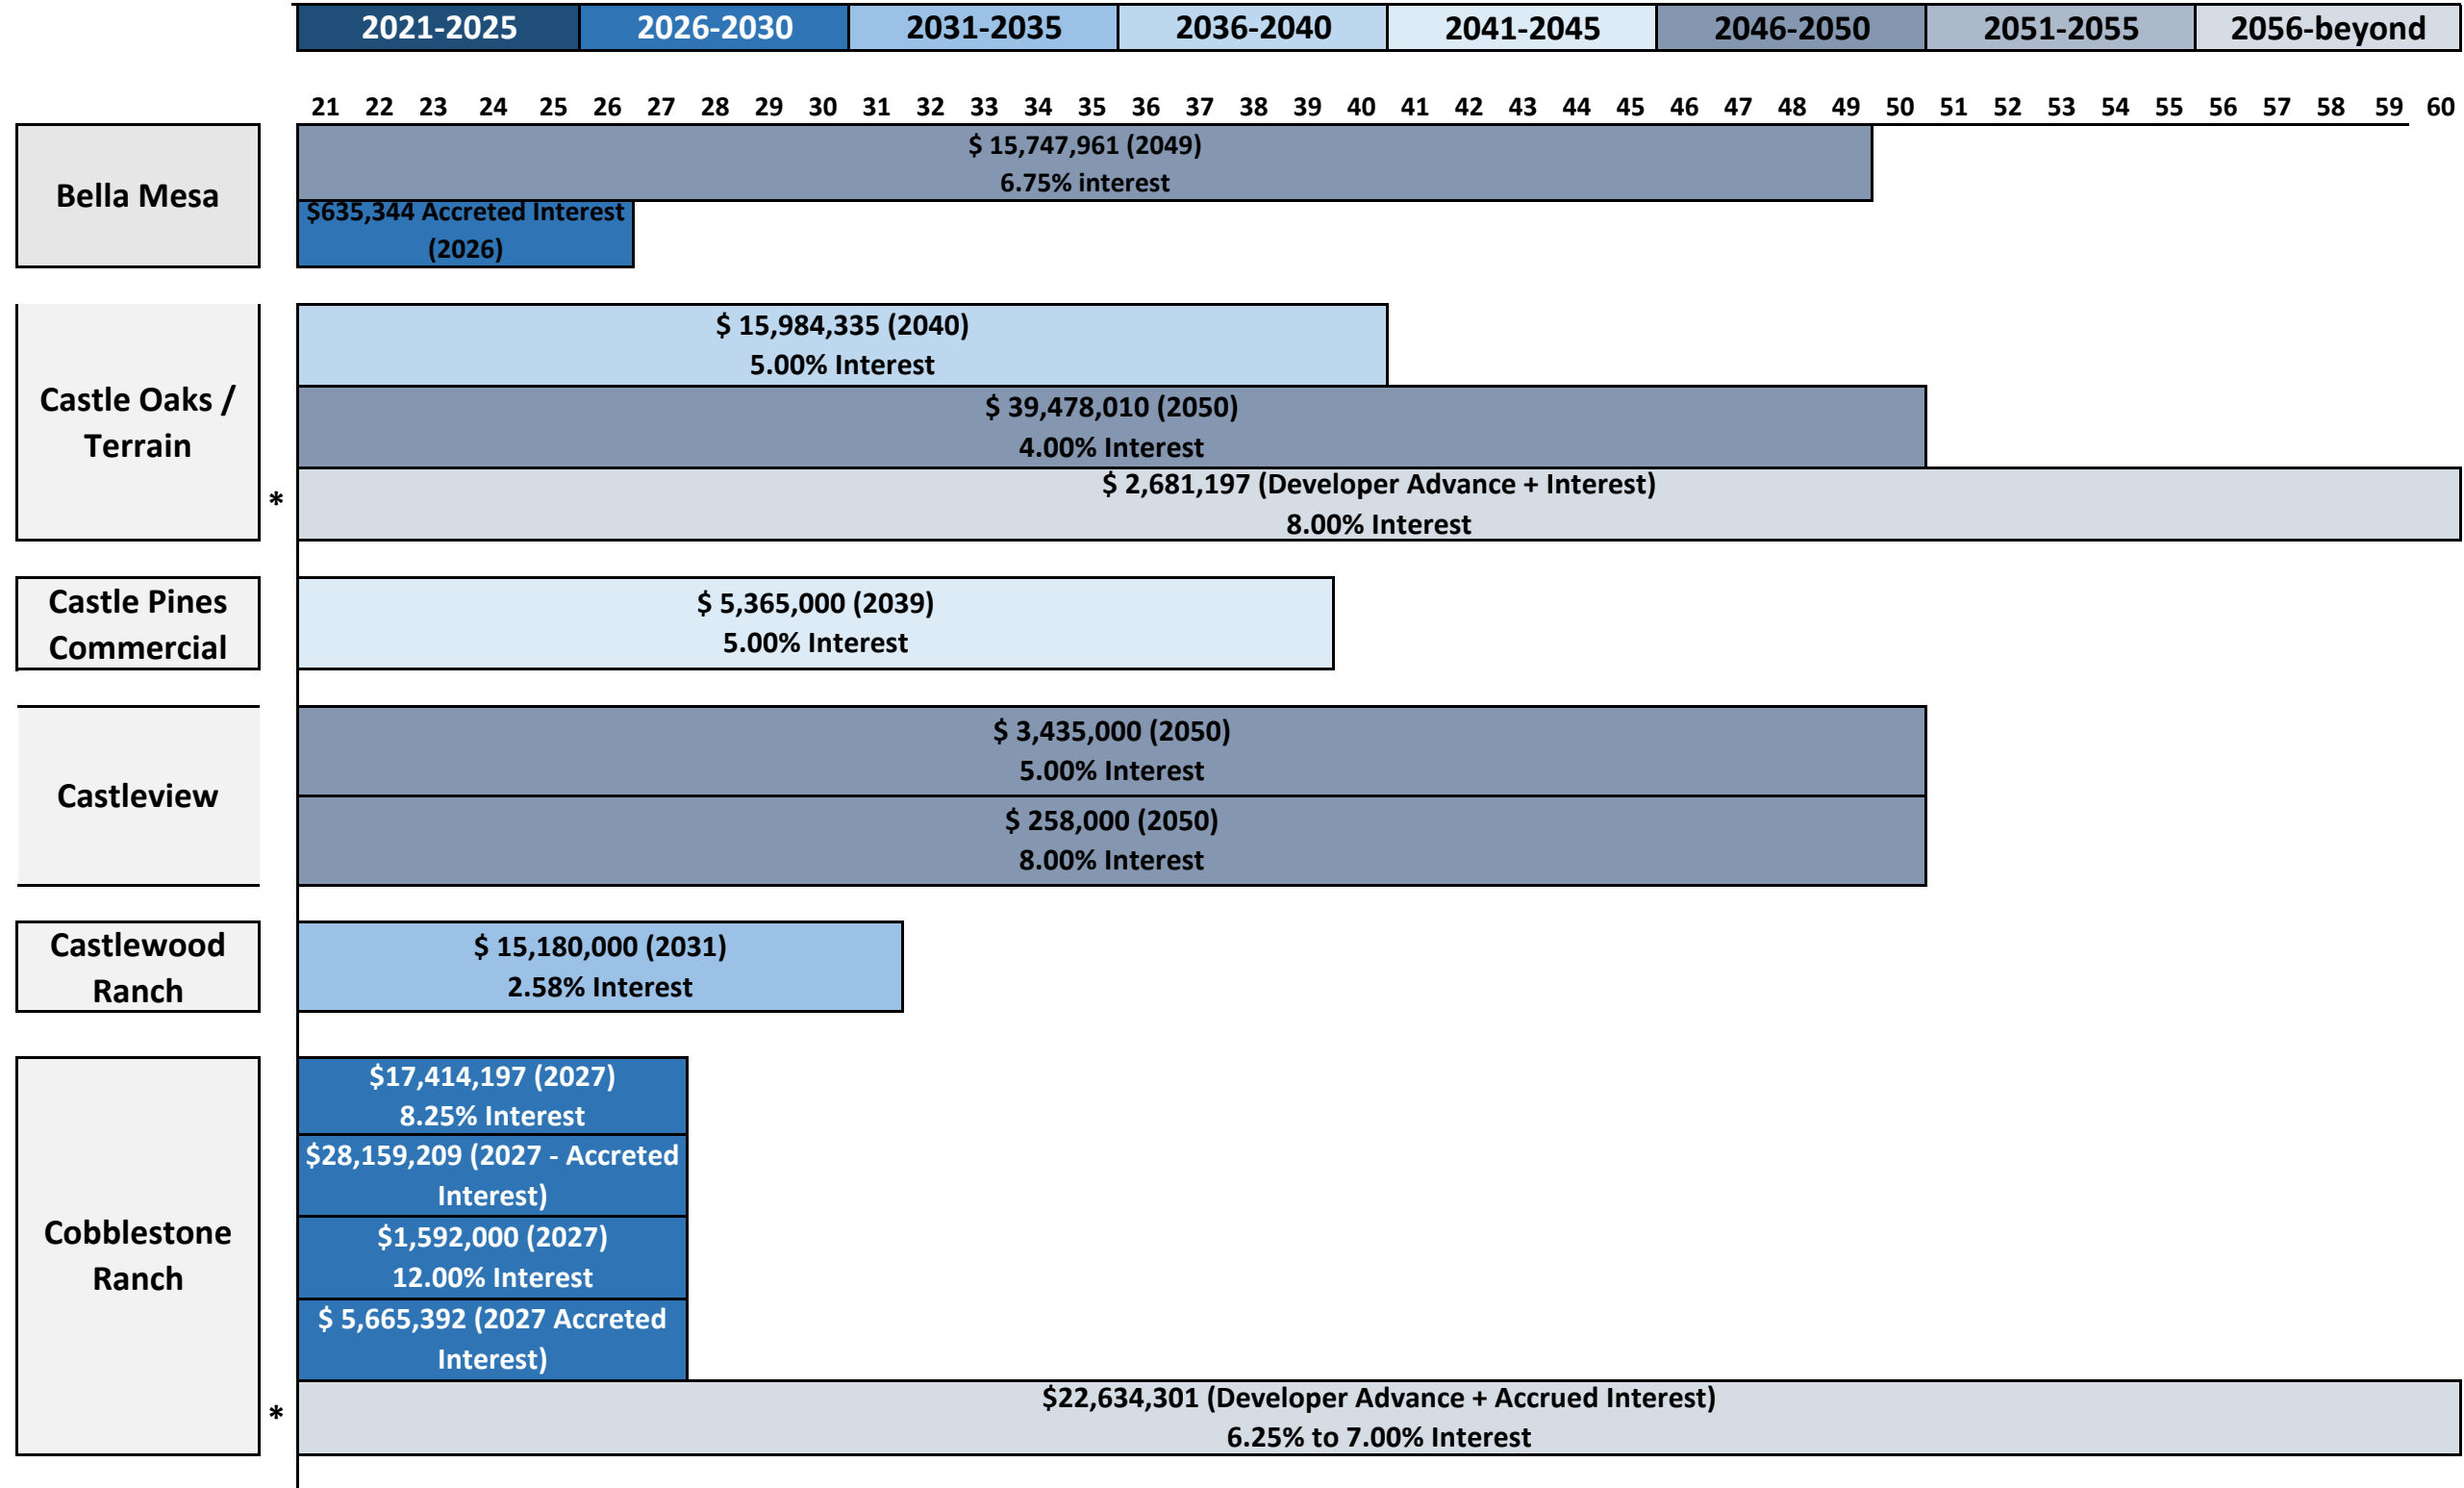 2021-2025 2026-2030 2031-2035 2036-2040 2041-2045 2046-2050 2051-2055 2056-beyond
21 22 23 24 25 26 27 28 29 30 31 32 33 34 35 36 37 38 39 40 41 42 43 44 45 46 47 48 49 50 51 52 53 54 55 56 57 58 59 60
Bella Mesa
$ 15,747,961 (2049)
6.75% interest
$635,344 Accreted Interest
(2026)
Castle Oaks /
Terrain
*
$ 15,984,335 (2040)
5.00% Interest
$ 39,478,010 (2050)
4.00% Interest
$ 2,681,197 (Developer Advance + Interest)
8.00% Interest
Castle Pines
Commercial
$ 5,365,000 (2039)
5.00% Interest
Castleview
$ 3,435,000 (2050)
5.00% Interest
$ 258,000 (2050)
8.00% Interest
Castlewood
Ranch
$ 15,180,000 (2031)
2.58% Interest
Cobblestone
Ranch
*
$17,414,197 (2027)
8.25% Interest
$28,159,209 (2027 - Accreted
Interest)
$1,592,000 (2027)
12.00% Interest
$ 5,665,392 (2027 Accreted
Interest)
$22,634,301 (Developer Advance + Accrued Interest)
6.25% to 7.00% Interest